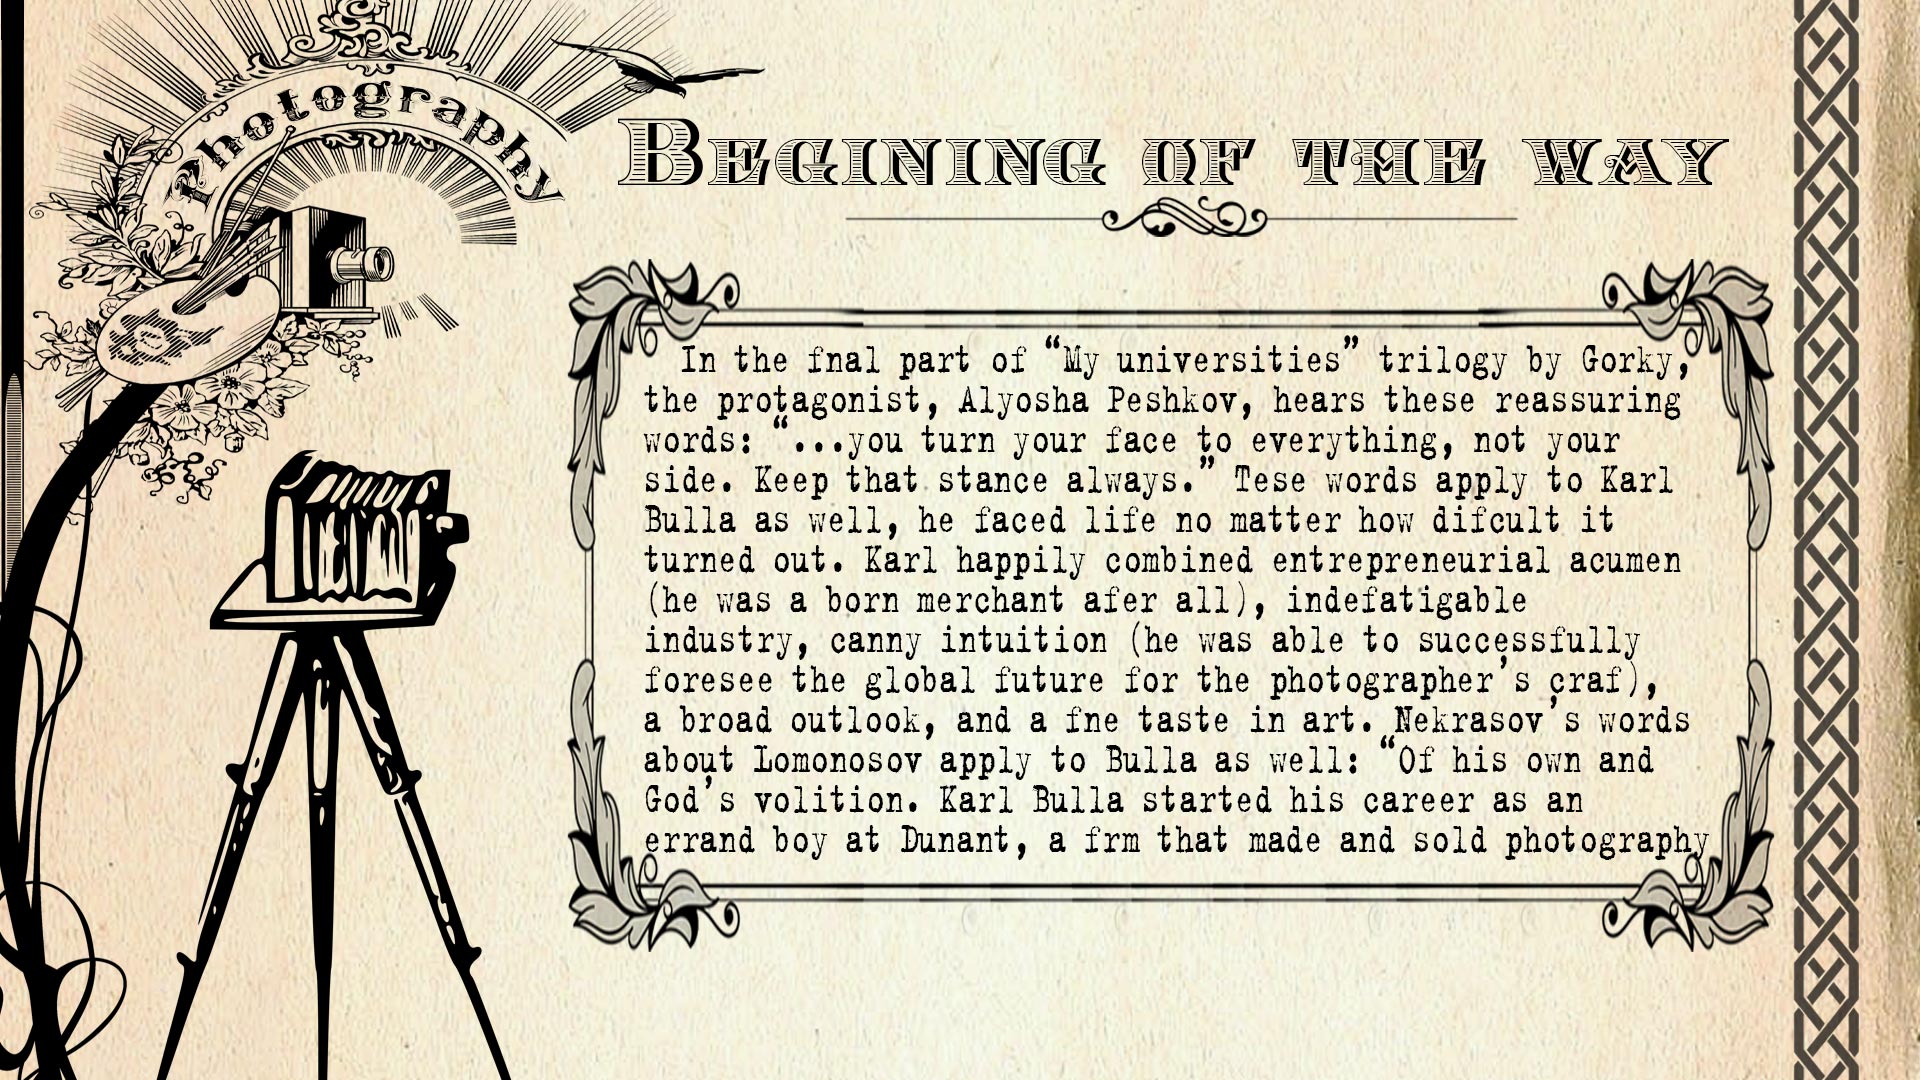 Photography
BEGINING OF THE WAY
In the fnal part of “My universities” trilogy by Gorky,
the protagonist, Alyosha Peshkov, hears these reassuring
words: “...you turn your face to everything, not your
side. Keep that stance always.” Tese words apply to Karl
Bulla as well, he faced life no matter how difcult it
turned out. Karl happily combined entrepreneurial acumen
(he was a born merchant afer all), indefatigable
industry, canny intuition (he was able to successfully
foresee the global future for the photographer’s craf),
a broad outlook, and a fne taste in art. Nekrasov’s words
about Lomonosov apply to Bulla as well: “Of his own and
God’s volition. Karl Bulla started his career as an
errand boy at Dunant, a frm that made and sold photography